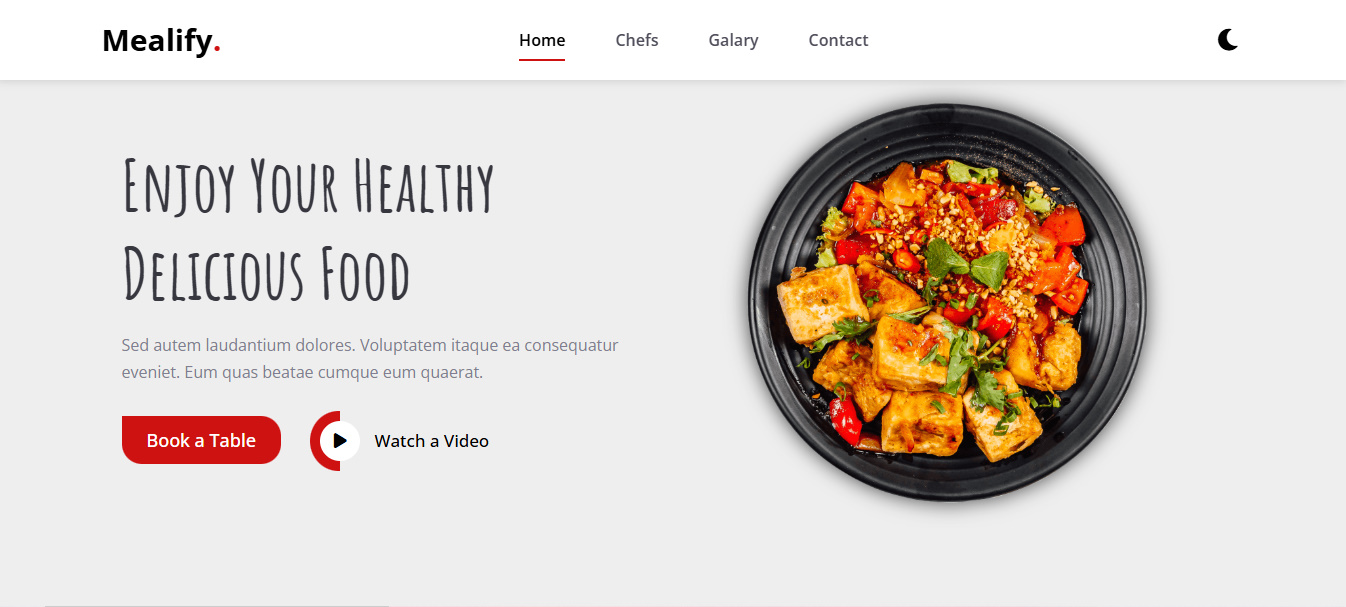 Mealify.
Home Chefs Galary Contact
Enjoy Your Healthy
Delicious Food
Sed autem laudantium dolores. Voluptatem itaque ea consequatur
eveniet. Eum quas beatae cumque eum quaerat.
Book a Table
Watch a Video